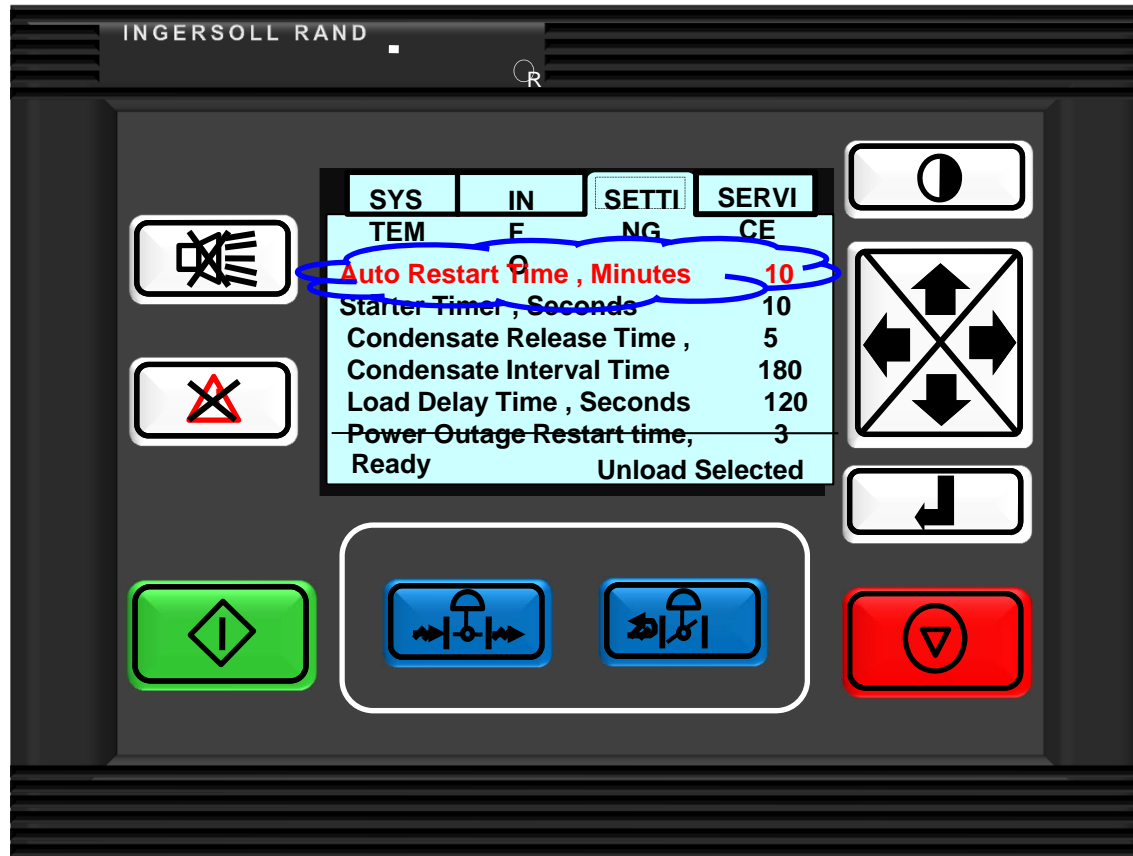 INGERSOLL RAND
R
SYS IN SETTI SERVI
TEM F NG CE
O
Auto Restart Time , Minutes 10
Starter Timer , Seconds 10
Condensate Release Time , 5
Condensate Interval Time 180
Load Delay Time , Seconds 120
Power Outage Restart time, 3
Ready Unload Selected